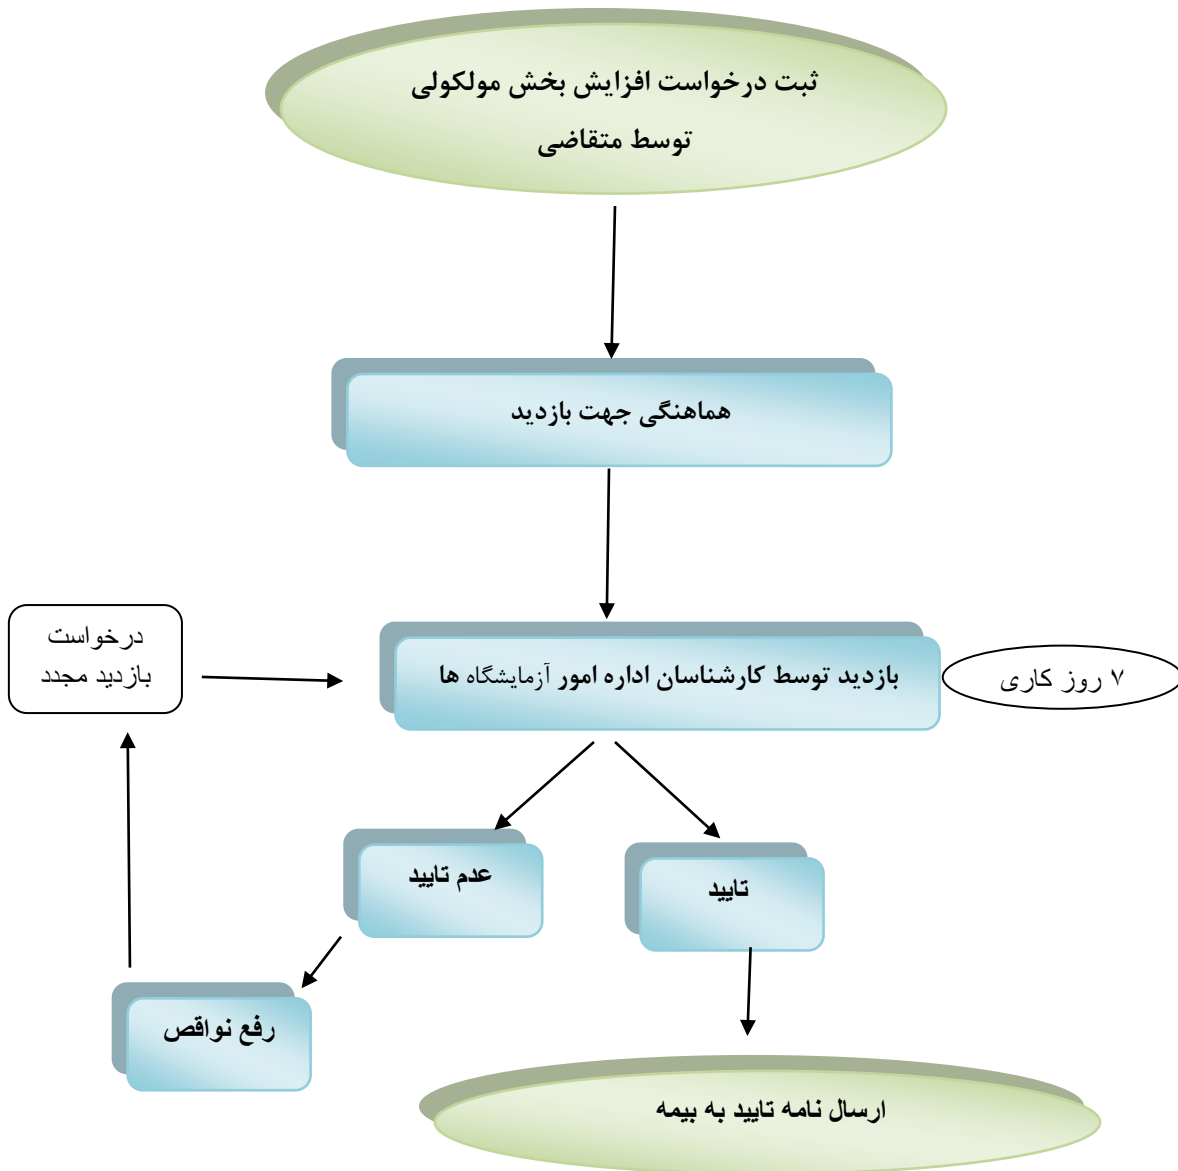 ثبت درخواست افزایش بخش مولکولی
توسط متقاضی
هماهنگی جهت بازدید
درخواست
بازدید مجدد
بازدید توسط کارشناسان اداره امور آزمایشگاه ها
۷ روز کاری
عدم تایید
تایید
رفع نواقص
ارسال نامه تایید به بیمه